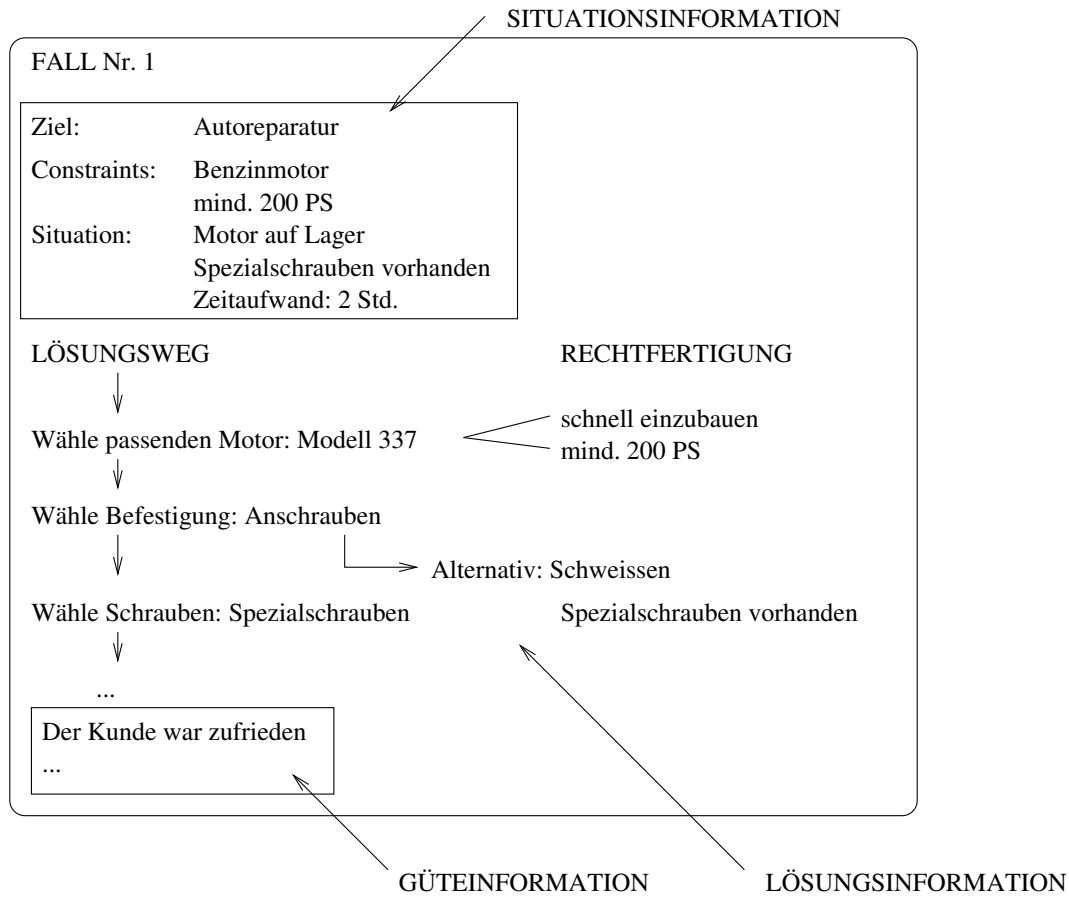 SITUATIONSINFORMATION
FALL Nr. 1
Ziel: Autoreparatur
Constraints: Benzinmotor
mind. 200 PS
Situation: Motor auf Lager
Spezialschrauben vorhanden
Zeitaufwand: 2 Std.
LÖSUNGSWEG RECHTFERTIGUNG
schnell einzubauen
Wähle passenden Motor: Modell 337
mind. 200 PS
Wähle Befestigung: Anschrauben
Alternativ: Schweissen
Wähle Schrauben: Spezialschrauben Spezialschrauben vorhanden
...
Der Kunde war zufrieden
...
GÜTEINFORMATION LÖSUNGSINFORMATION